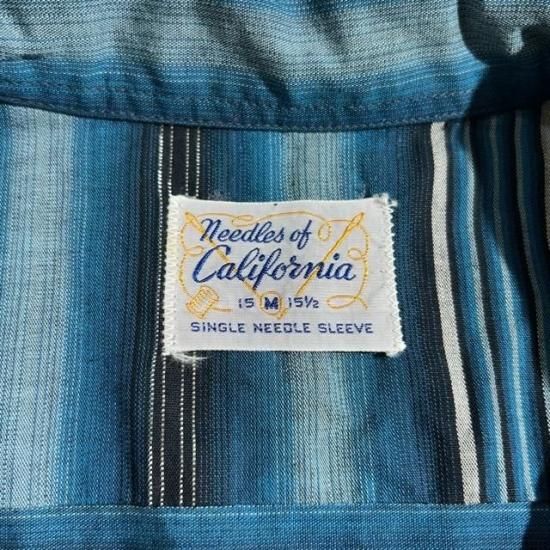 Needles of
California
15 M 15½
SINGLE NEEDLE SLEEVE